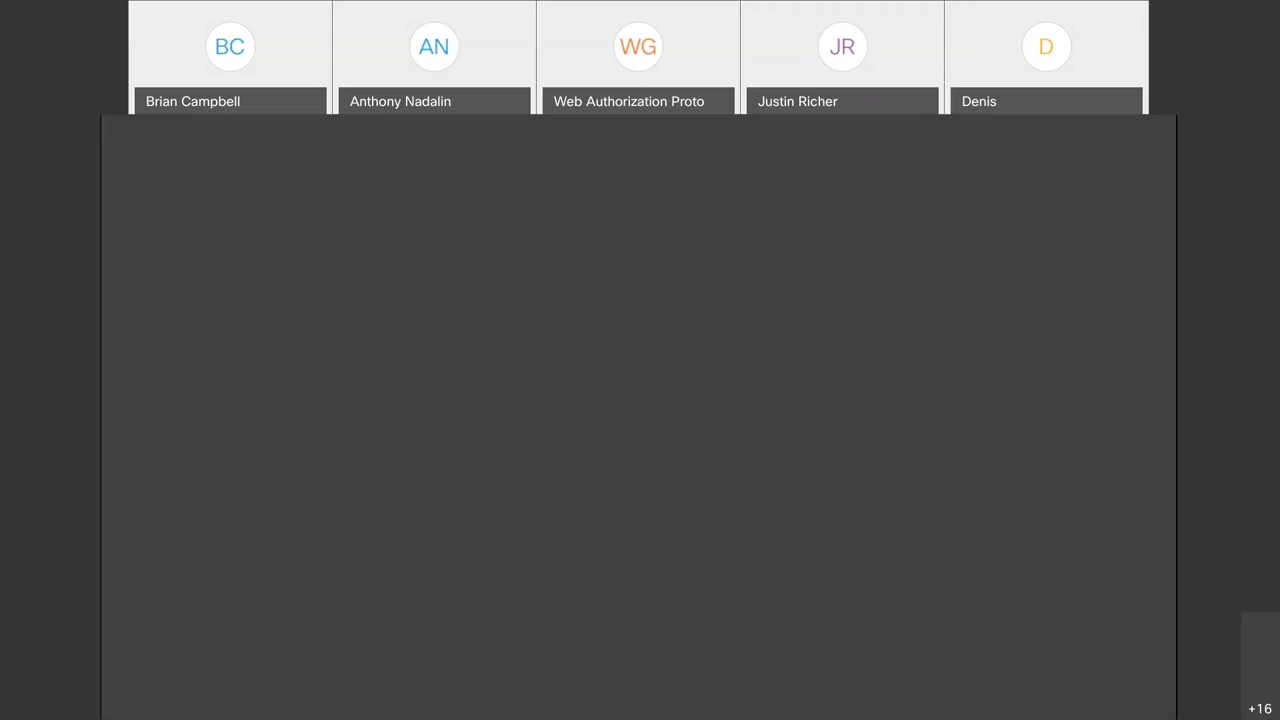 BC AN WG JR D
Brian Campbell Anthony Nadalin Web Authorization Proto Justin Richer Denis
+16